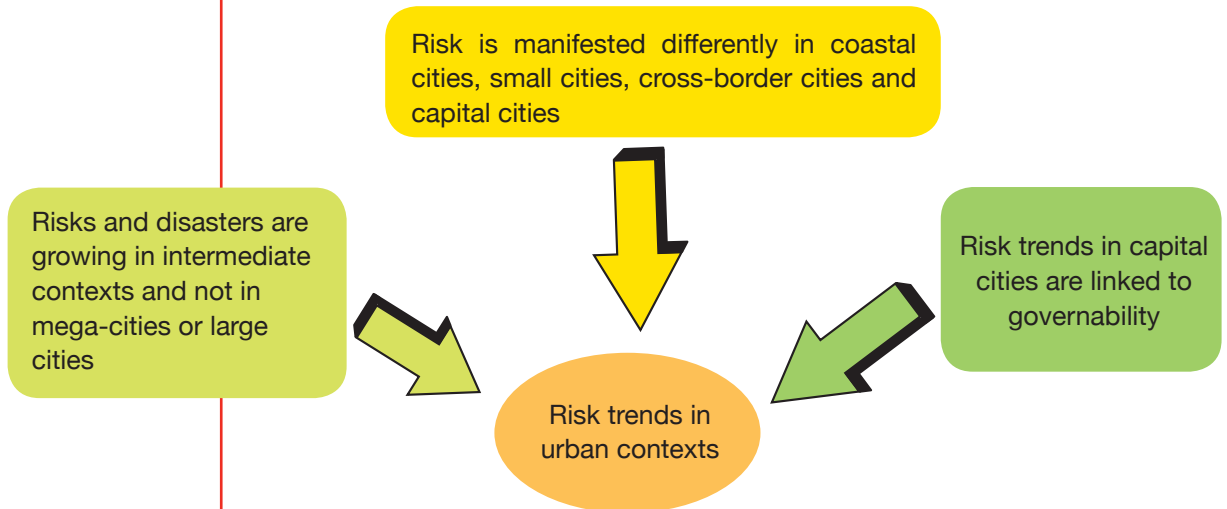 Risk is manifested differently in coastal
cities, small cities, cross-border cities and
capital cities
Risks and disasters are
growing in intermediate
contexts and not in
mega-cities or large
cities
Risk trends in capital
cities are linked to
governability
Risk trends in
urban contexts